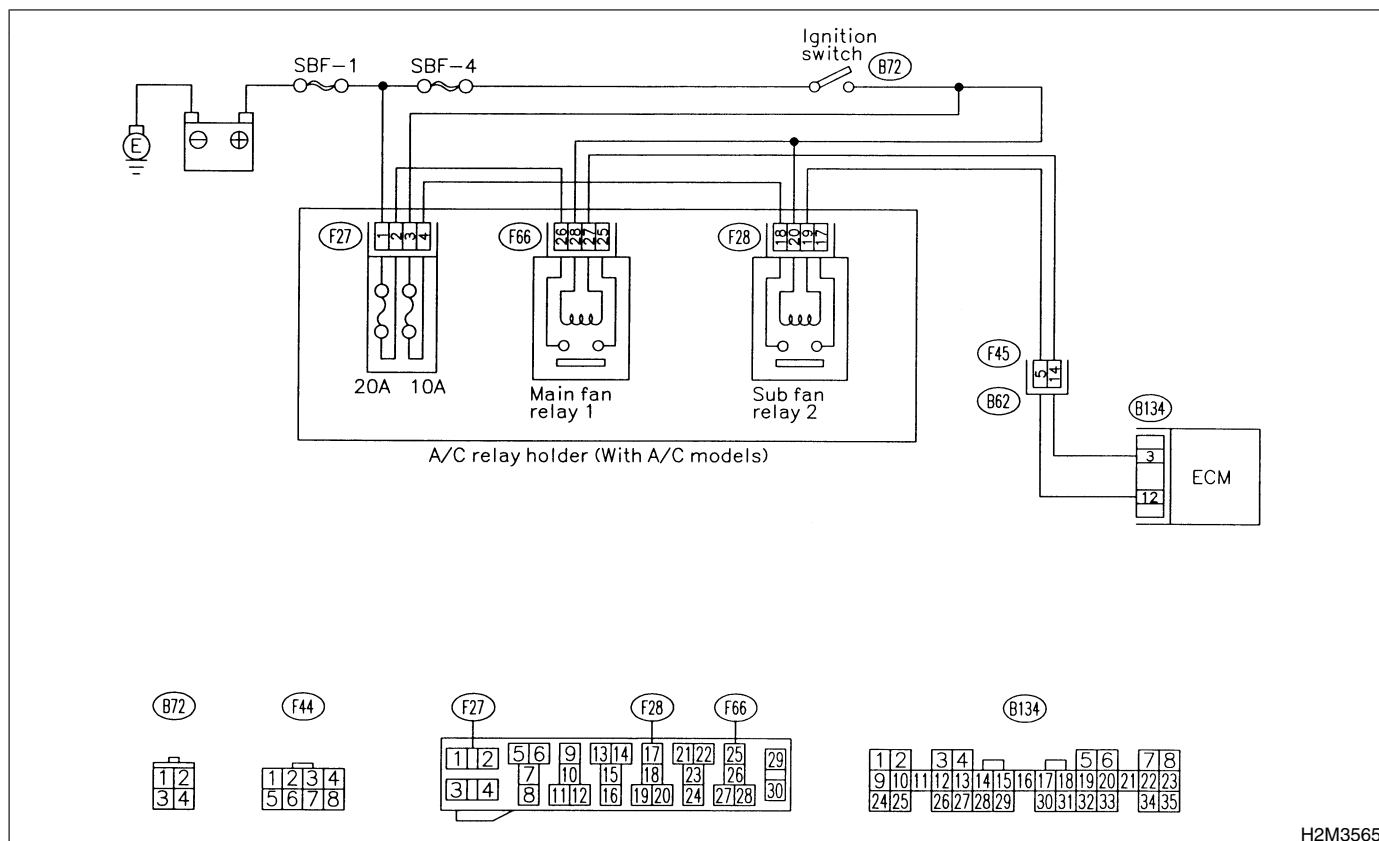 Ignition
switch
B72
SBF-1
SBF-4
E
⊖ ⊕
F27
1 2 3 4
F66
26 28 27 25
F28
18 20 19 17
20A 10A
Main fan
relay 1
Sub fan
relay 2
A/C relay holder (With A/C models)
F45
5 14
B62
B134
3
12
ECM
B72
F44
F27
F28
F66
B134
1 2
3 4
1 2 3 4
5 6 7 8
1 2 5 6 9 13 14 17 21 22 25 29
7 10 15 18 23 26
3 4 8 11 12 16 19 20 24 27 28 30
1 2 3 4 5 6 7 8
9 10 11 12 13 14 15 16 17 18 19 20 21 22 23
24 25 26 27 28 29 30 31 32 33 34 35
H2M3565